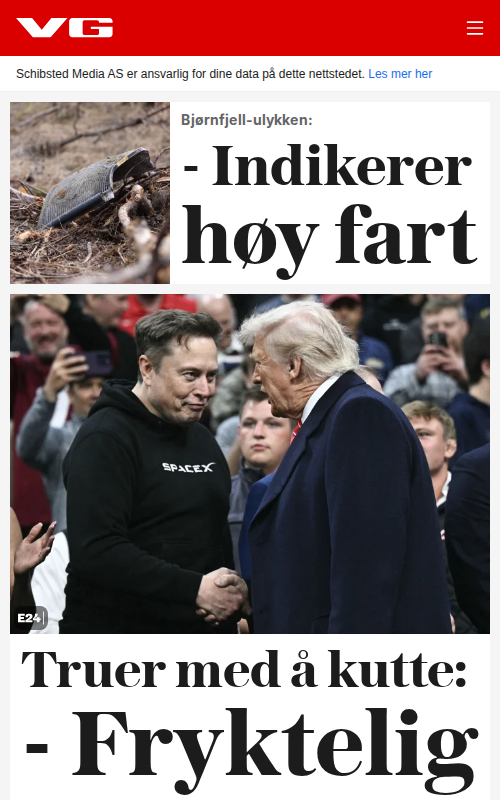 VG
Schibsted Media AS er ansvarlig for dine data på dette nettstedet. Les mer her
Bjørnfjell-ulykken:
- Indikerer
høy fart
SPACEX
E24
Truer med å kutte:
- Fryktelig